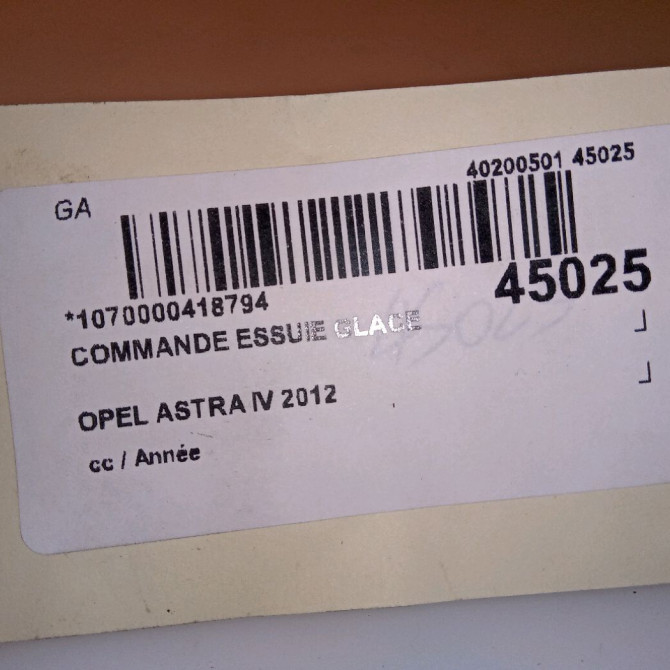 40200501 45025
GA
45025
*1070000418794
COMMANDE ESSUIE GLACE
OPEL ASTRA IV 2012
cc / Année